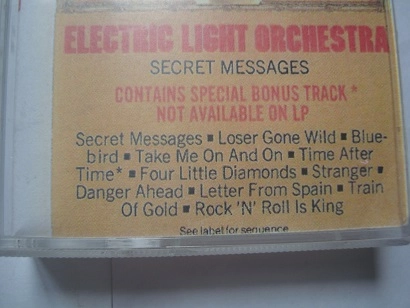 ELECTRIC LIGHT ORCHESTRA
SECRET MESSAGES
CONTAINS SPECIAL BONUS TRACK *
NOT AVAILABLE ON LP
Secret Messages ▪ Loser Gone Wild ▪ Blue-
bird ▪ Take Me On And On ▪ Time After
Time* ▪ Four Little Diamonds ▪ Stranger ▪
Danger Ahead ▪ Letter From Spain ▪ Train
Of Gold ▪ Rock 'N' Roll Is King
See label for sequence